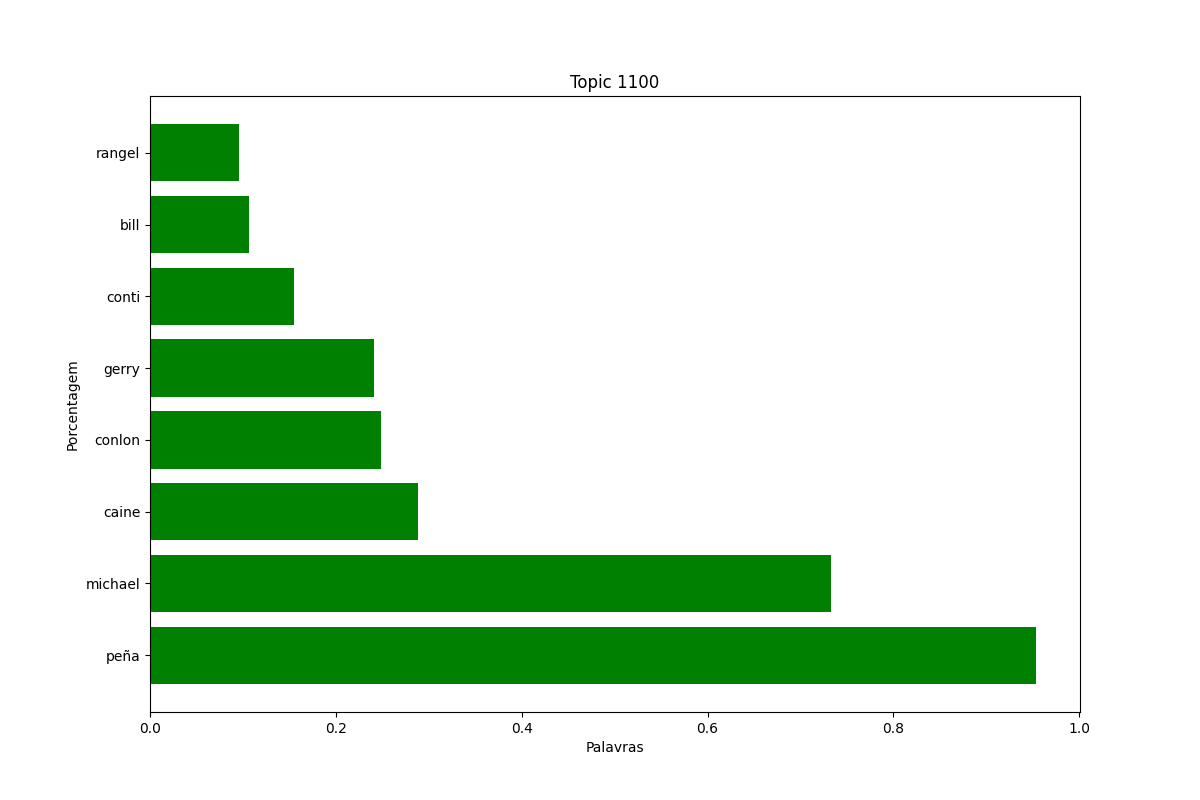 Topic 1100
rangel
bill
conti
gerry
conlon
caine
michael
peña
Porcentagem
0.0 0.2 0.4 0.6 0.8 1.0
Palavras